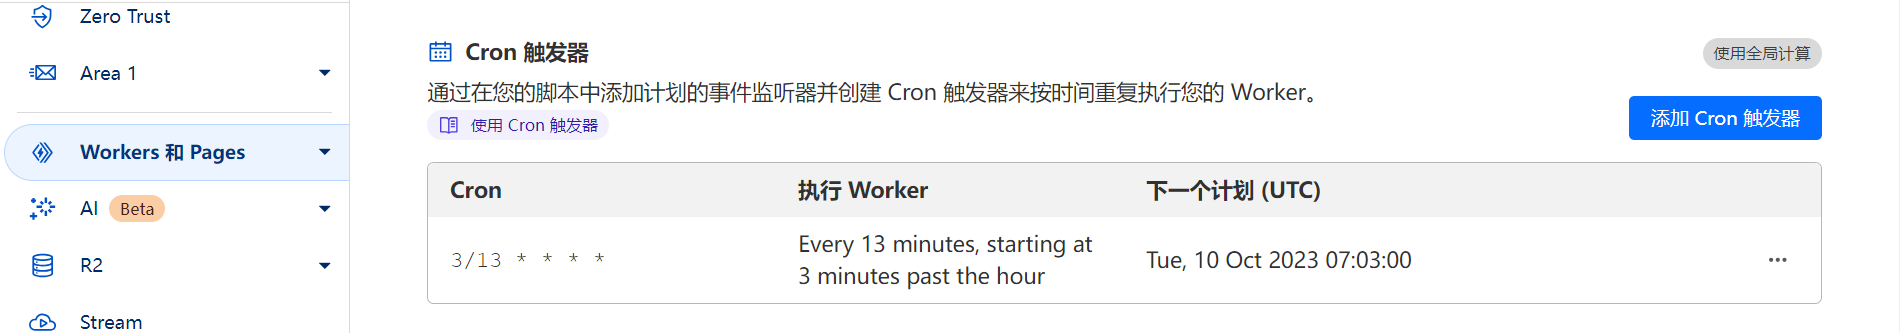 Zero Trust
Area 1
Workers 和 Pages
AI Beta
R2
Stream
Cron 触发器
使用全局计算
通过在您的脚本中添加计划的事件监听器并创建 Cron 触发器来按时间重复执行您的 Worker。
使用 Cron 触发器
添加 Cron 触发器
Cron 执行 Worker 下一个计划 (UTC)
3/13 * * * * Every 13 minutes, starting at Tue, 10 Oct 2023 07:03:00
3 minutes past the hour